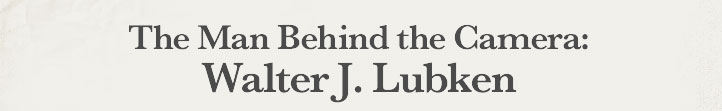 The Man Behind the Camera:
Walter J. Lubken